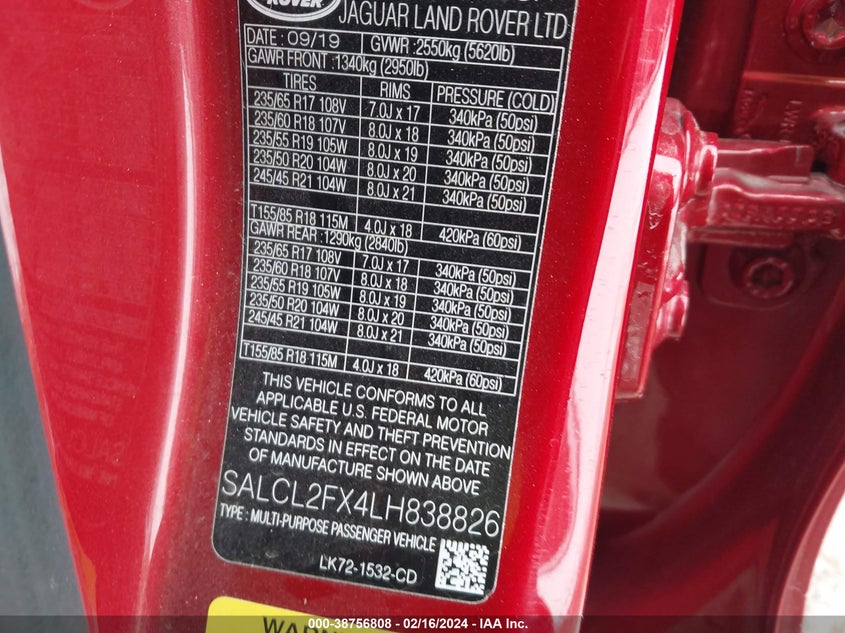 ROVER
JAGUAR LAND ROVER LTD
DATE : 09/19 GVWR : 2550kg (5620lb)
GAWR FRONT : 1340kg (2950lb)
TIRES RIMS PRESSURE (COLD)
235/65 R17 108V 7.0J x 17 340kPa (50psi)
235/60 R18 107V 8.0J x 18 340kPa (50psi)
235/55 R19 105W 8.0J x 19 340kPa (50psi)
235/50 R20 104W 8.0J x 20 340kPa (50psi)
245/45 R21 104W 8.0J x 21 340kPa (50psi)
T155/85 R18 115M 4.0J x 18 420kPa (60psi)
GAWR REAR : 1290kg (2840lb)
235/65 R17 108V 7.0J x 17 340kPa (50psi)
235/60 R18 107V 8.0J x 18 340kPa (50psi)
235/55 R19 105W 8.0J x 19 340kPa (50psi)
235/50 R20 104W 8.0J x 20 340kPa (50psi)
245/45 R21 104W 8.0J x 21 340kPa (50psi)
T155/85 R18 115M 4.0J x 18 420kPa (60psi)
THIS VEHICLE CONFORMS TO ALL
APPLICABLE U.S. FEDERAL MOTOR
VEHICLE SAFETY AND THEFT PREVENTION
STANDARDS IN EFFECT ON THE DATE
OF MANUFACTURE SHOWN ABOVE
SALCL2FX4LH838826
TYPE : MULTI-PURPOSE PASSENGER VEHICLE
LK72-1532-CD
000-38756808 - 02/16/2024 - IAA Inc.